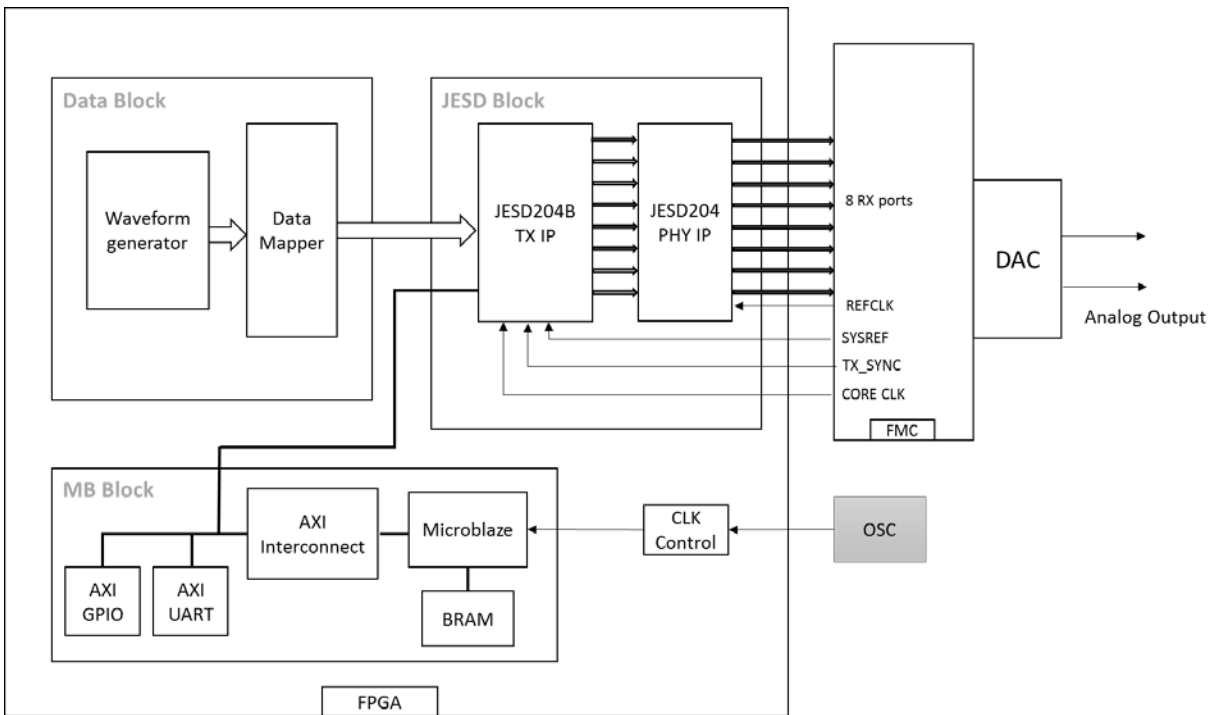 Data Block
Waveform
generator
Data
Mapper
JESD Block
JESD204B
TX IP
JESD204
PHY IP
8 RX ports
REFCLK
SYSREF
TX_SYNC
CORE CLK
FMC
DAC
Analog Output
MB Block
AXI
Interconnect
Microblaze
AXI
GPIO
AXI
UART
BRAM
CLK
Control
OSC
FPGA